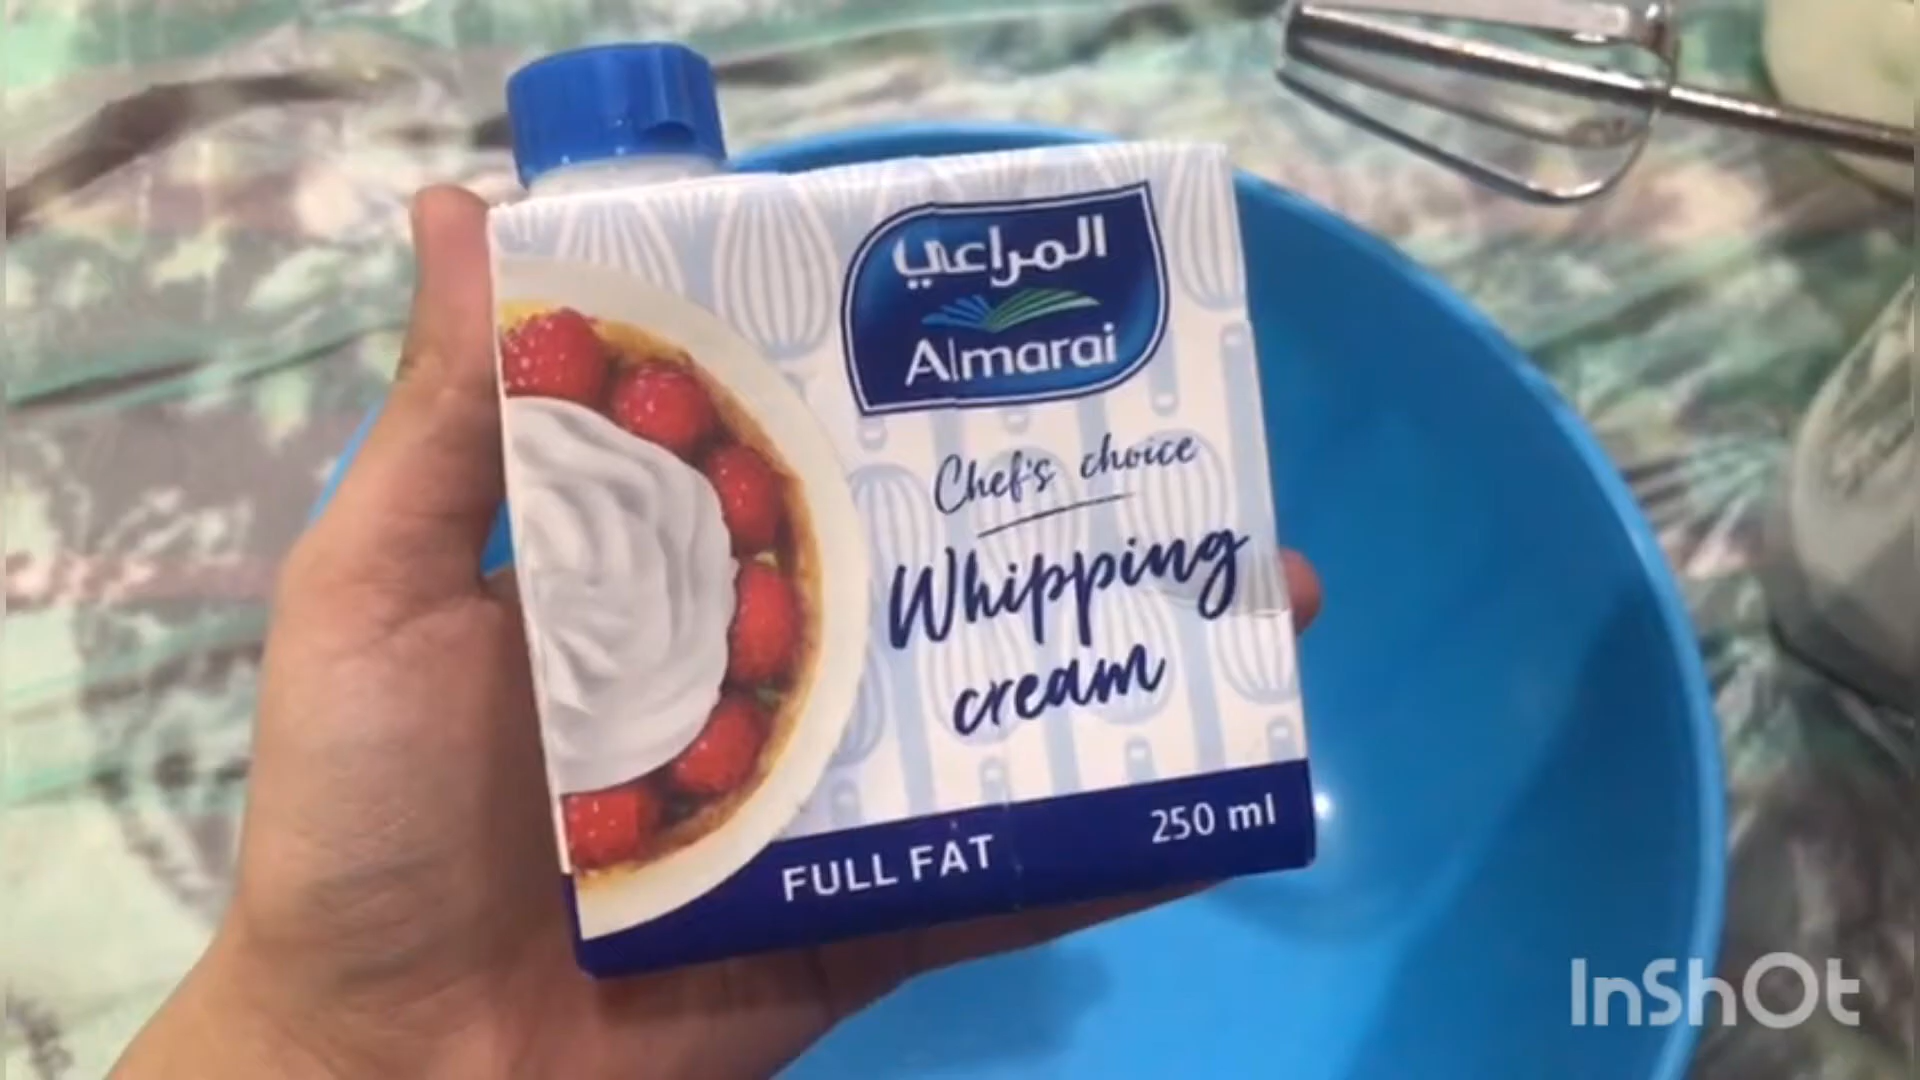 المراعي
Almarai
Chef's choice
Whipping
cream
FULL FAT
250 ml
InShOt